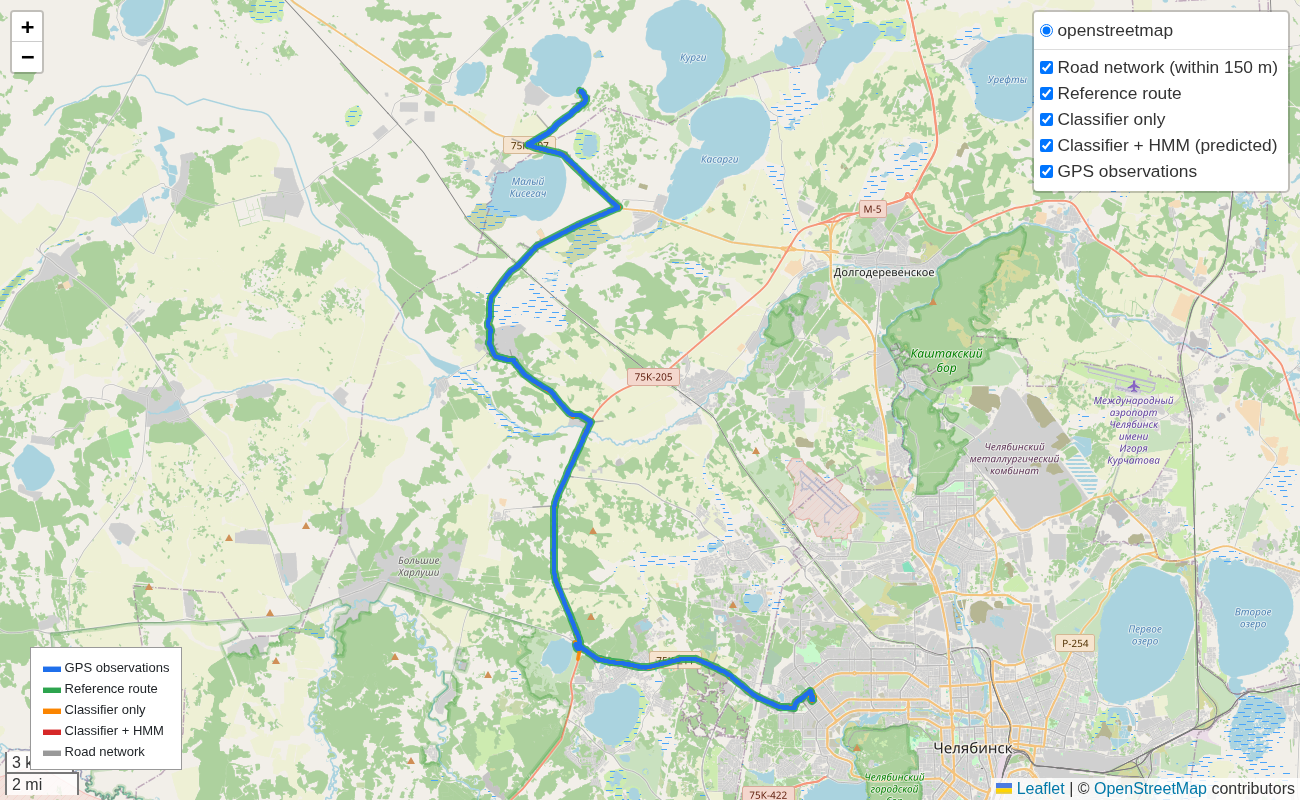 +
−
openstreetmap
Road network (within 150 m)
Reference route
Classifier only
Classifier + HMM (predicted)
GPS observations
Курги
Урефты
Касарги
Малый
Кисегач
М-5
Долгодеревенское
Каштакский
бор
75К-205
Международный
аэропорт
Челябинск
имени
Игоря
Курчатова
Челябинский
металлургический
комбинат
Большие
Харлуши
Первое
озеро
Второе
озеро
Р-254
Челябинск
Челябинский
городской
бор
75К-422
GPS observations
Reference route
Classifier only
Classifier + HMM
Road network
3
2 mi
Leaflet | © OpenStreetMap contributors